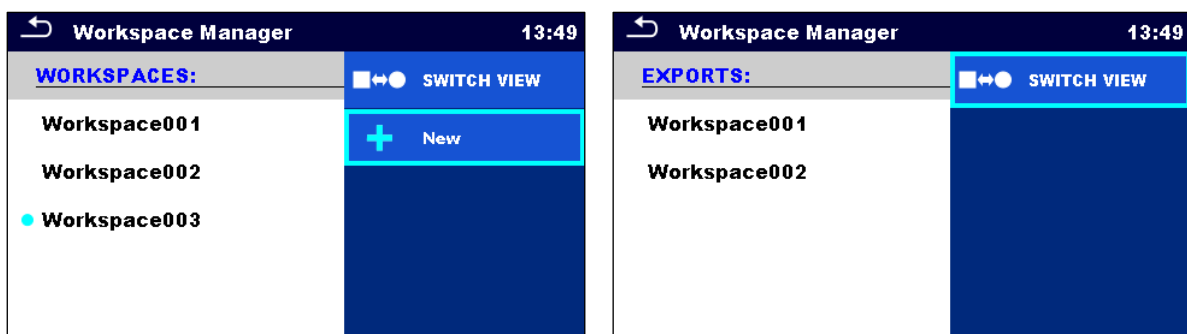 Workspace Manager 13:49
WORKSPACES:
SWITCH VIEW
Workspace001
New
Workspace002
Workspace003
Workspace Manager 13:49
EXPORTS:
SWITCH VIEW
Workspace001
Workspace002